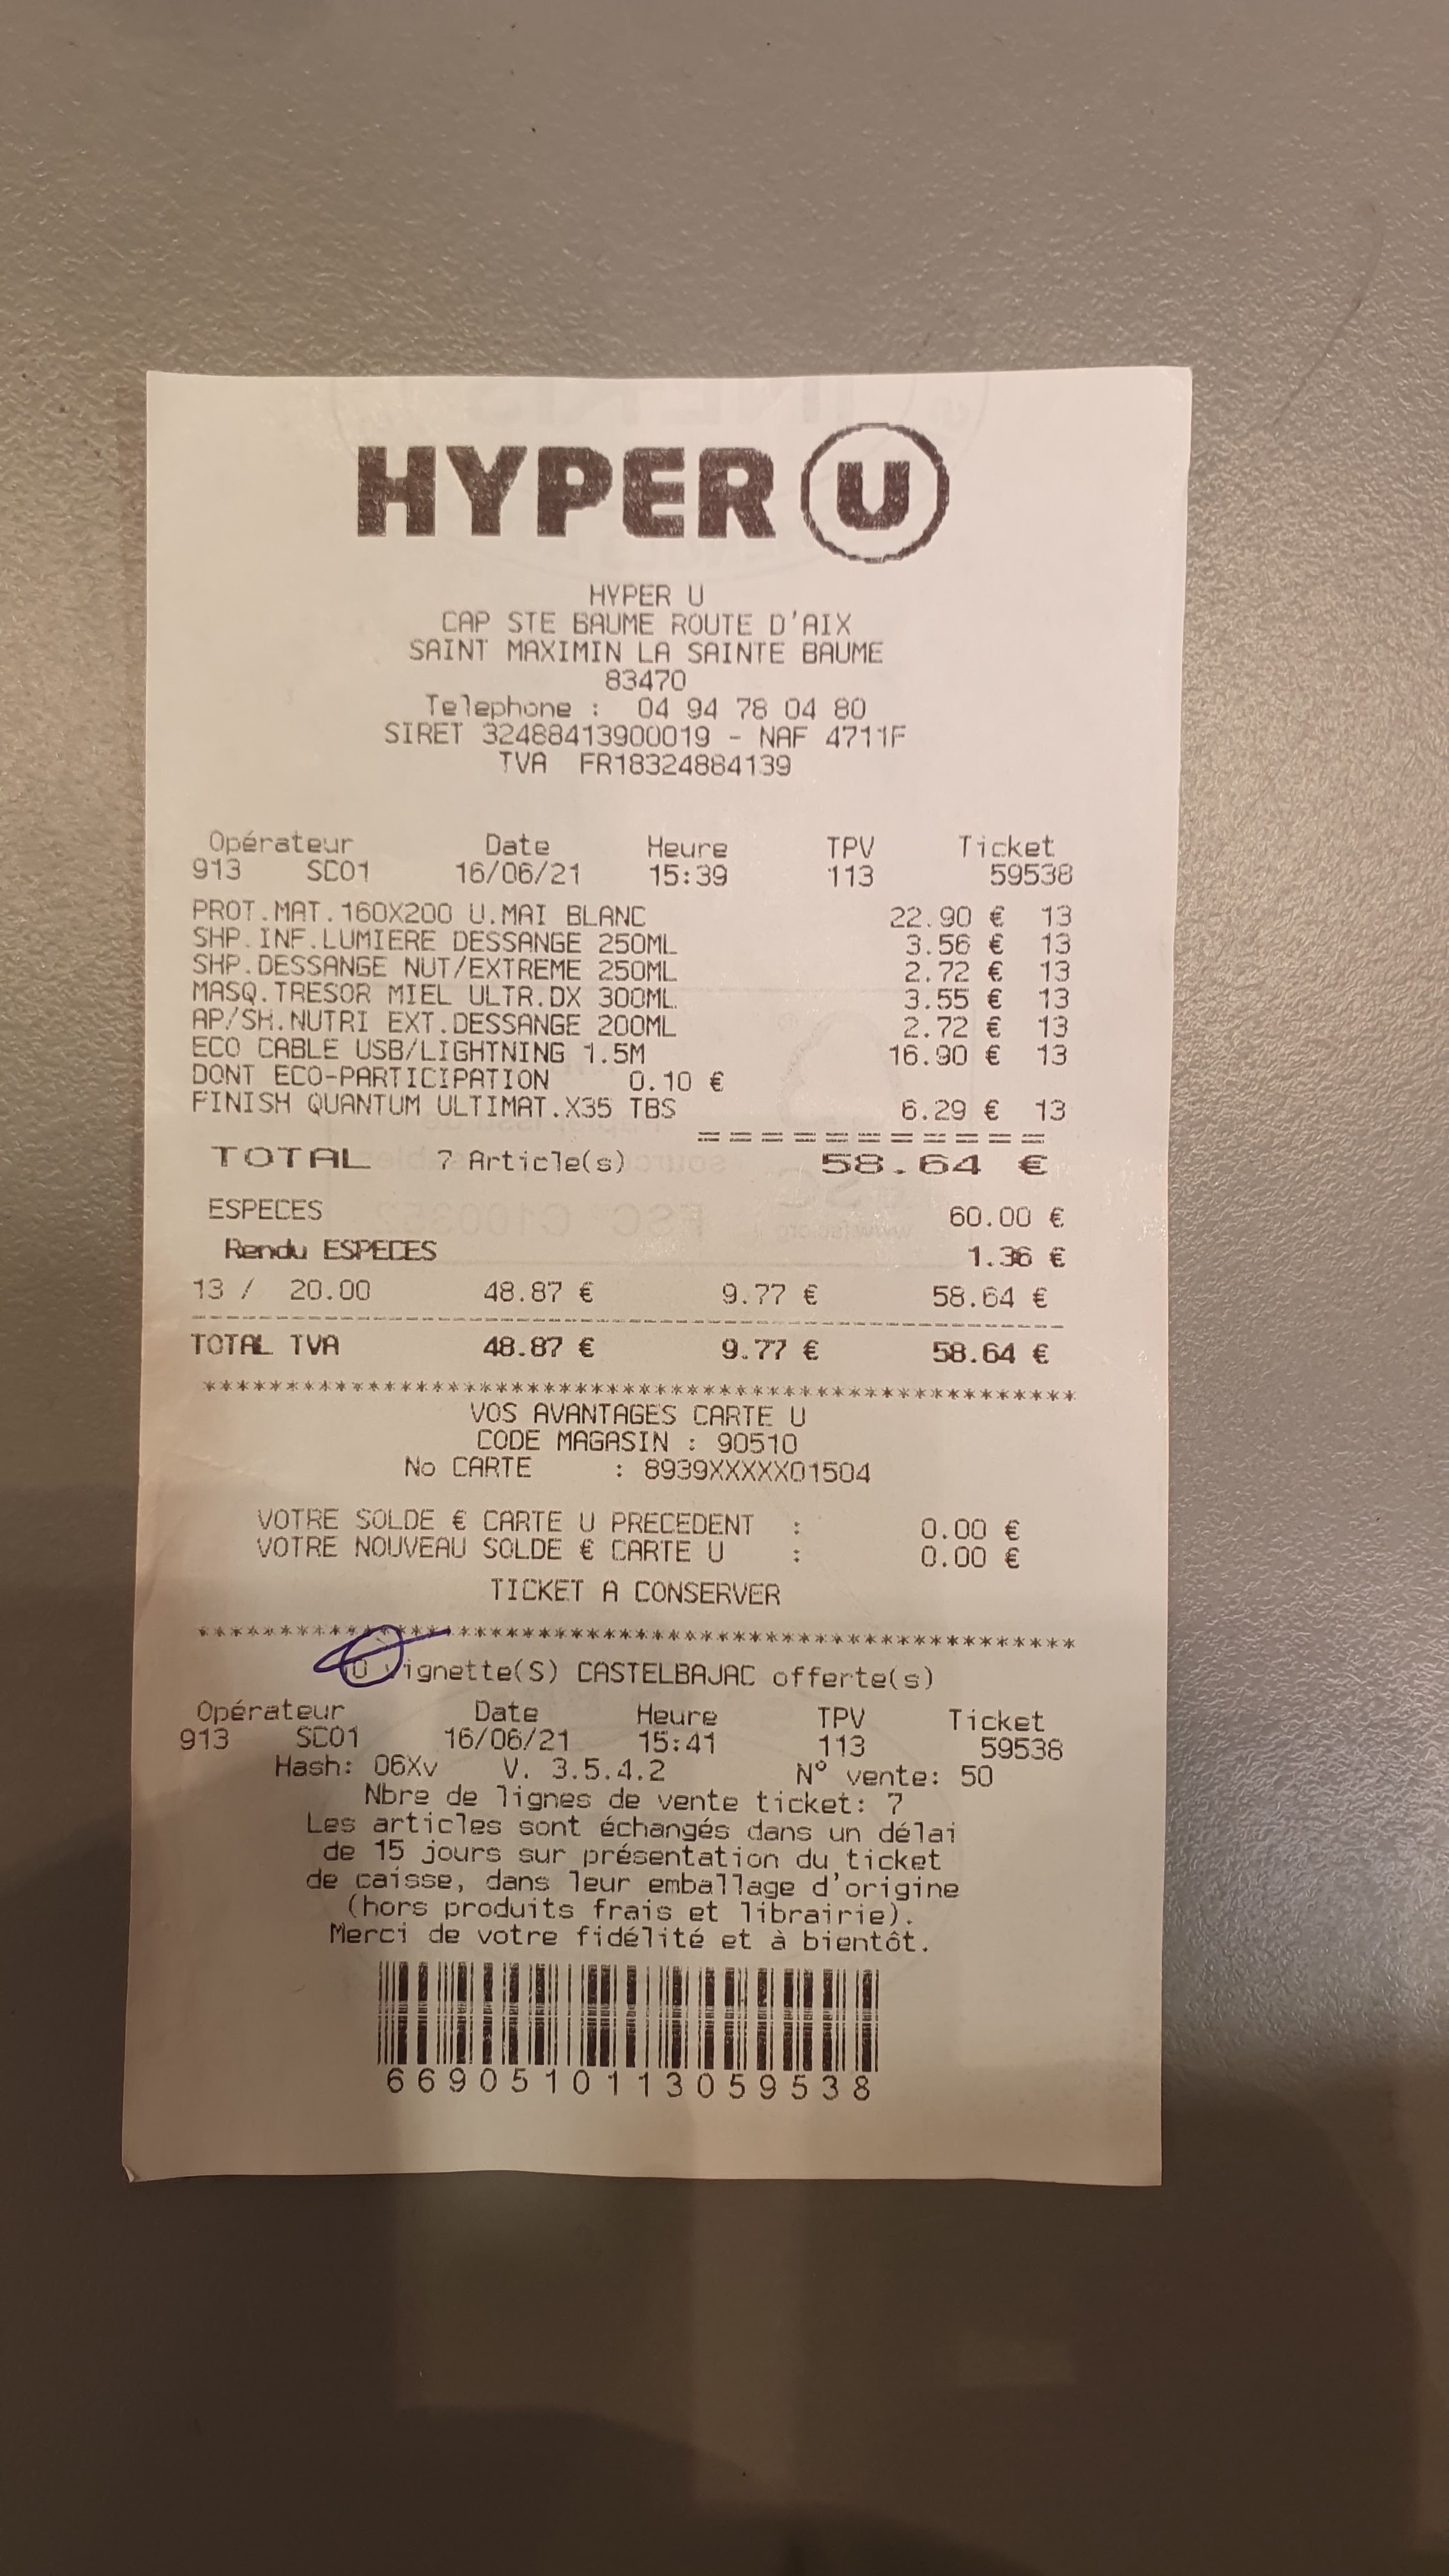 HYPER U
HYPER U
CAP STE BAUME ROUTE D'AIX
SAINT MAXIMIN LA SAINTE BAUME
83470
Telephone : 04 94 78 04 80
SIRET 32488413900019 - NAF 4711F
TVA FR18324884139
Opérateur Date Heure TPV Ticket
913 SC01 16/06/21 15:39 113 59538
PROT.MAT.160X200 U.MAI BLANC 22.90 € 13
SHP.INF.LUMIERE DESSANGE 250ML 3.56 € 13
SHP.DESSANGE NUT/EXTREME 250ML 2.72 € 13
MASQ.TRESOR MIEL ULTR.DX 300ML 3.55 € 13
AP/SH.NUTRI EXT.DESSANGE 200ML 2.72 € 13
ECO CABLE USB/LIGHTNING 1.5M 16.90 € 13
DONT ECO-PARTICIPATION 0.10 €
FINISH QUANTUM ULTIMAT.X35 TBS 6.29 € 13
===========
TOTAL 7 Article(s) 58.64 €
ESPECES 60.00 €
Rendu ESPECES 1.36 €
13 / 20.00 48.87 € 9.77 € 58.64 €
TOTAL TVA 48.87 € 9.77 € 58.64 €
VOS AVANTAGES CARTE U
CODE MAGASIN : 90510
No CARTE : 8939XXXXX01504
VOTRE SOLDE € CARTE U PRECEDENT : 0.00 €
VOTRE NOUVEAU SOLDE € CARTE U : 0.00 €
TICKET A CONSERVER
ignette(S) CASTELBAJAC offerte(s)
Opérateur Date Heure TPV Ticket
913 SC01 16/06/21 15:41 113 59538
Hash: 06Xv V. 3.5.4.2 N° vente: 50
Nbre de lignes de vente ticket: 7
Les articles sont échangés dans un délai
de 15 jours sur présentation du ticket
de caisse, dans leur emballage d'origine
(hors produits frais et librairie).
Merci de votre fidélité et à bientôt.
6690510113059538